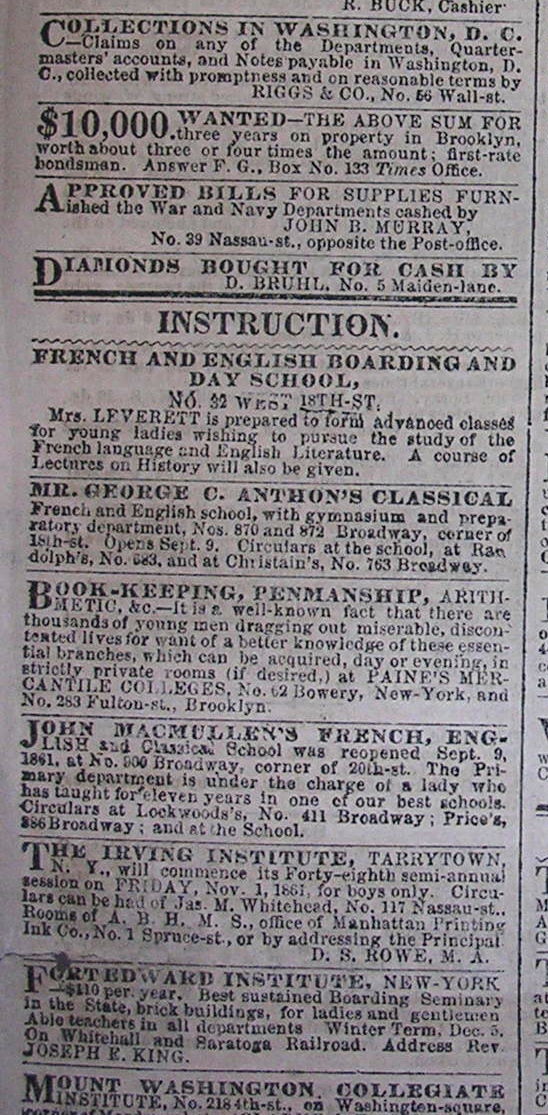 R. BUCK, Cashier
COLLECTIONS IN WASHINGTON, D. C.
—Claims on any of the Departments, Quarter-
masters' accounts, and Notes payable in Washington, D.
C., collected with promptness and on reasonable terms by
RIGGS & CO., No. 56 Wall-st.
$10,000. WANTED—THE ABOVE SUM FOR
three years on property in Brooklyn,
worth about three or four times the amount; first-rate
bondsman. Answer F. G., Box No. 133 Times Office.
APPROVED BILLS FOR SUPPLIES FURN-
ished the War and Navy Departments cashed by
JOHN B. MURRAY,
No. 39 Nassau-st., opposite the Post-office.
DIAMONDS BOUGHT FOR CASH BY
D. BRUHL, No. 5 Maiden-lane.
INSTRUCTION.
FRENCH AND ENGLISH BOARDING AND
DAY SCHOOL,
NO. 32 WEST 18TH-ST.
Mrs. LEVERETT is prepared to form advanced classes
for young ladies wishing to pursue the study of the
French language and English Literature. A course of
Lectures on History will also be given.
MR. GEORGE C. ANTHON'S CLASSICAL
French and English school, with gymnasium and prepa-
ratory department, Nos. 870 and 872 Broadway, corner of
18th-st. Opens Sept. 9. Circulars at the school, at Ran
dolph's, No. 683, and at Christain's, No. 763 Broadway.
BOOK-KEEPING, PENMANSHIP, ARITH-
METIC, &c.—It is a well-known fact that there are
thousands of young men dragging out miserable, discon-
tented lives for want of a better knowledge of these essen-
tial branches, which can be acquired, day or evening, in
strictly private rooms (if desired,) at PAINE'S MER-
CANTILE COLLEGES, No. 62 Bowery, New-York, and
No. 283 Fulton-st., Brooklyn.
JOHN MACMULLEN'S FRENCH, ENG-
LISH and Classical School was reopened Sept. 9,
1861, at No. 900 Broadway, corner of 20th-st. The Pri-
mary department is under the charge of a lady who
has taught for eleven years in one of our best schools.
Circulars at Lockwoods's, No. 411 Broadway; Price's,
886 Broadway; and at the School.
THE IRVING INSTITUTE, TARRYTOWN,
N. Y., will commence its Forty-eighth semi-annual
session on FRIDAY, Nov. 1, 1861, for boys only. Circu-
lars can be had of Jas. M. Whitehead, No. 117 Nassau-st.,
Rooms of A. B. H. M. S., office of Manhattan Printing
Ink Co., No. 1 Spruce-st., or by addressing the Principal
D. S. ROWE, M. A.
FORT EDWARD INSTITUTE, NEW-YORK
—$110 per year. Best sustained Boarding Seminary
in the State, brick buildings, for ladies and gentlemen
Able teachers in all departments Winter Term, Dec. 5.
On Whitehall and Saratoga Railroad. Address Rev
JOSEPH E. KING.
MOUNT WASHINGTON COLLEGIATE
INSTITUTE, No. 218 4th-st., on Washington-square,